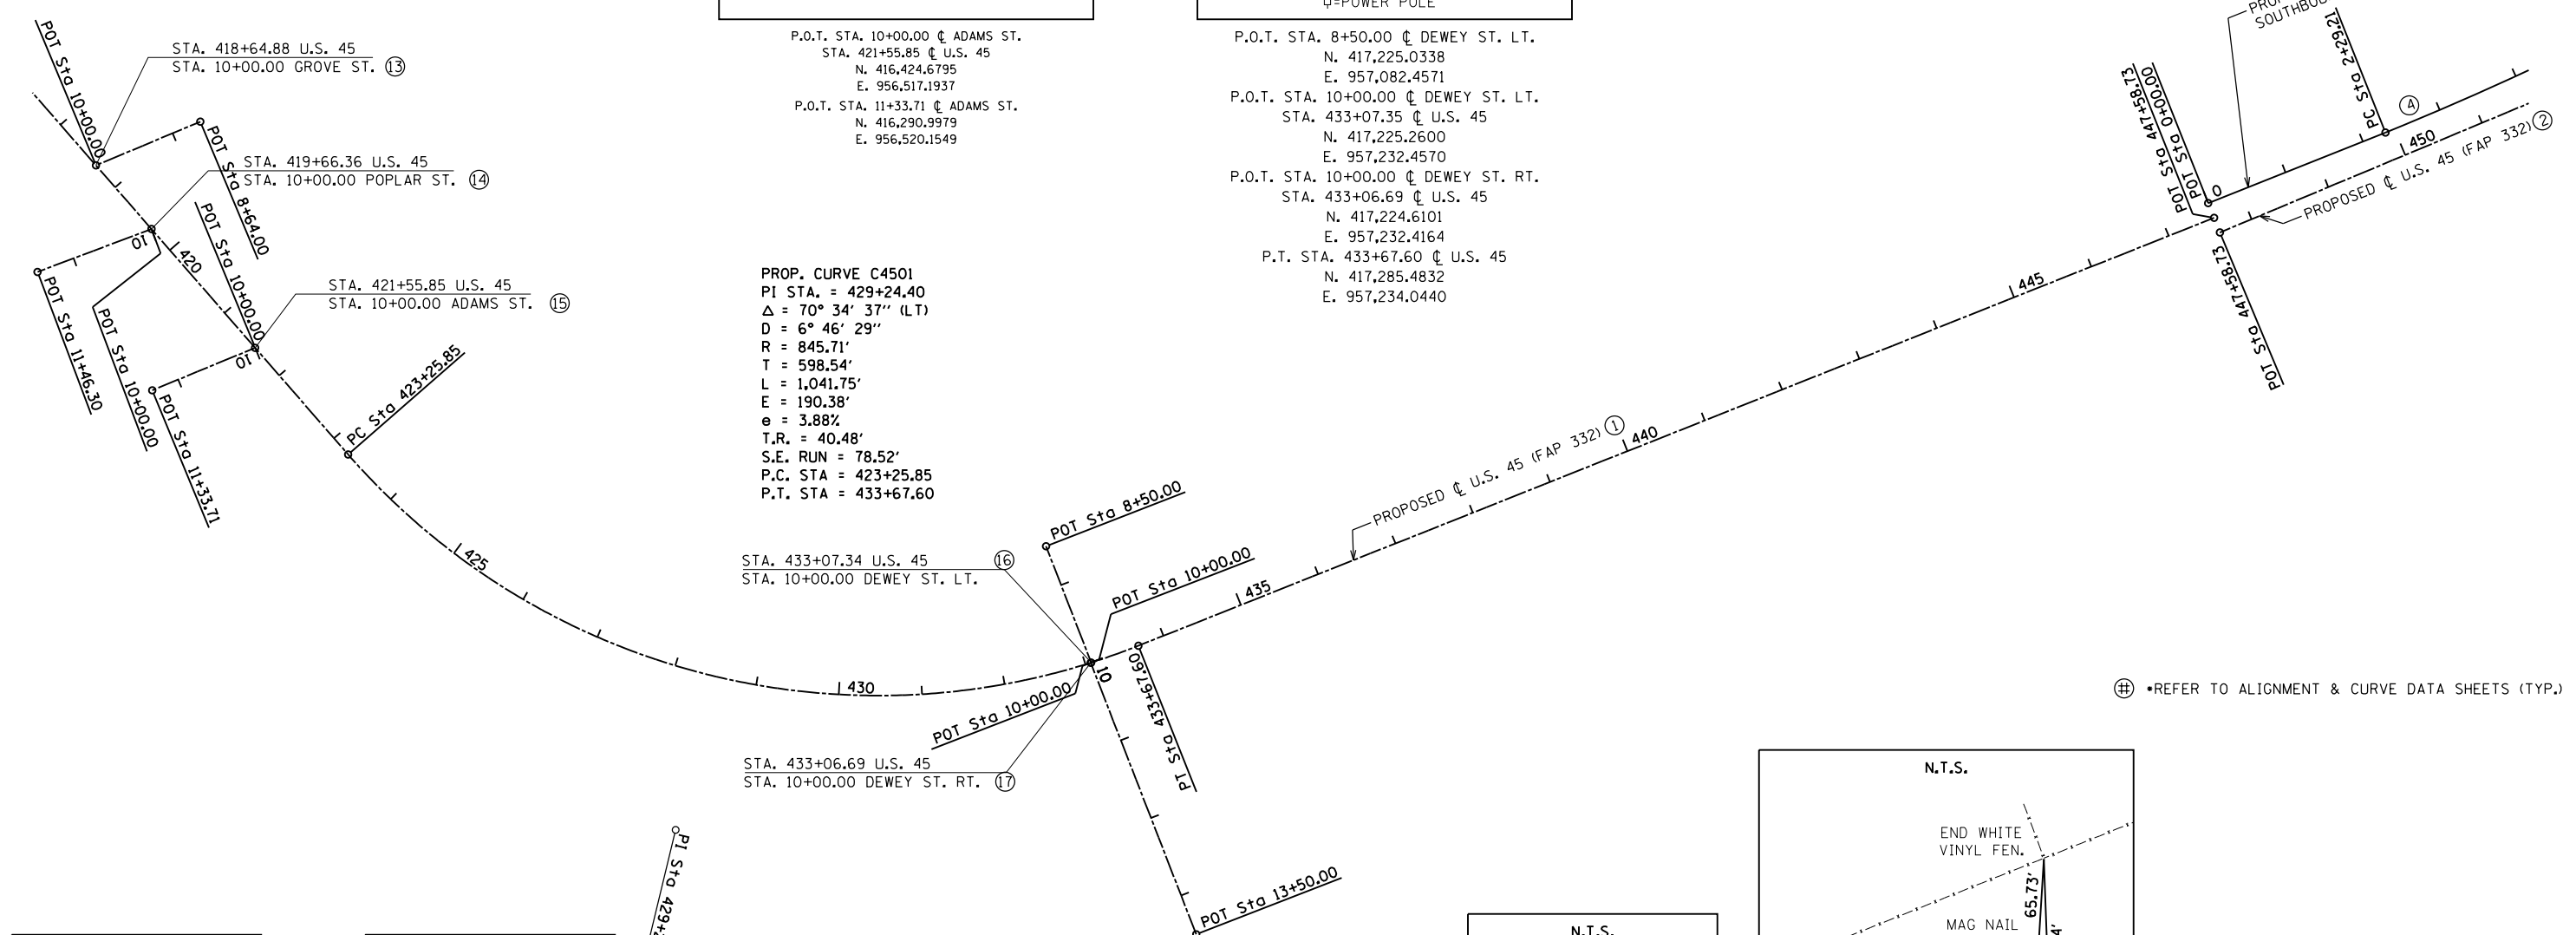 ⏀=POWER POLE
P.O.T. STA. 10+00.00 ℄ ADAMS ST.
STA. 421+55.85 ℄ U.S. 45
N. 416,424.6795
E. 956,517.1937
P.O.T. STA. 11+33.71 ℄ ADAMS ST.
N. 416,290.9979
E. 956,520.1549
P.O.T. STA. 8+50.00 ℄ DEWEY ST. LT.
N. 417,225.0338
E. 957,082.4571
P.O.T. STA. 10+00.00 ℄ DEWEY ST. LT.
STA. 433+07.35 ℄ U.S. 45
N. 417,225.2600
E. 957,232.4570
P.O.T. STA. 10+00.00 ℄ DEWEY ST. RT.
STA. 433+06.69 ℄ U.S. 45
N. 417,224.6101
E. 957,232.4164
P.T. STA. 433+67.60 ℄ U.S. 45
N. 417,285.4832
E. 957,234.0440
POT Sta 10+00.00
STA. 418+64.88 U.S. 45
STA. 10+00.00 GROVE ST. 13
POT Sta 8+64.00
STA. 419+66.36 U.S. 45
STA. 10+00.00 POPLAR ST. 14
10
420
POT Sta 10+00.00
POT Sta 11+46.30
POT Sta 10+00.00
STA. 421+55.85 U.S. 45
STA. 10+00.00 ADAMS ST. 15
10
POT Sta 11+33.71
PC Sta 423+25.85
PROP. CURVE C4501
PI STA. = 429+24.40
Δ = 70° 34' 37'' (LT)
D = 6° 46' 29''
R = 845.71'
T = 598.54'
L = 1,041.75'
E = 190.38'
e = 3.88%
T.R. = 40.48'
S.E. RUN = 78.52'
P.C. STA = 423+25.85
P.T. STA = 433+67.60
425
430
STA. 433+07.34 U.S. 45 16
STA. 10+00.00 DEWEY ST. LT.
POT Sta 8+50.00
POT Sta 10+00.00
10
POT Sta 10+00.00
STA. 433+06.69 U.S. 45
STA. 10+00.00 DEWEY ST. RT. 17
PT Sta 433+67.60
POT Sta 13+50.00
435
PROPOSED ℄ U.S. 45 (FAP 332) 1
440
445
POT Sta 447+58.73
POT Sta 0+00.00
0
POT Sta 447+58.73
SOUTHBOU
PC Sta 2+29.21
4
450
PROPOSED ℄ U.S. 45 (FAP 332) 2
# *REFER TO ALIGNMENT & CURVE DATA SHEETS (TYP.)
PI Sta 429+
N.T.S.
N.T.S.
END WHITE
VINYL FEN.
65.73'
MAG NAIL